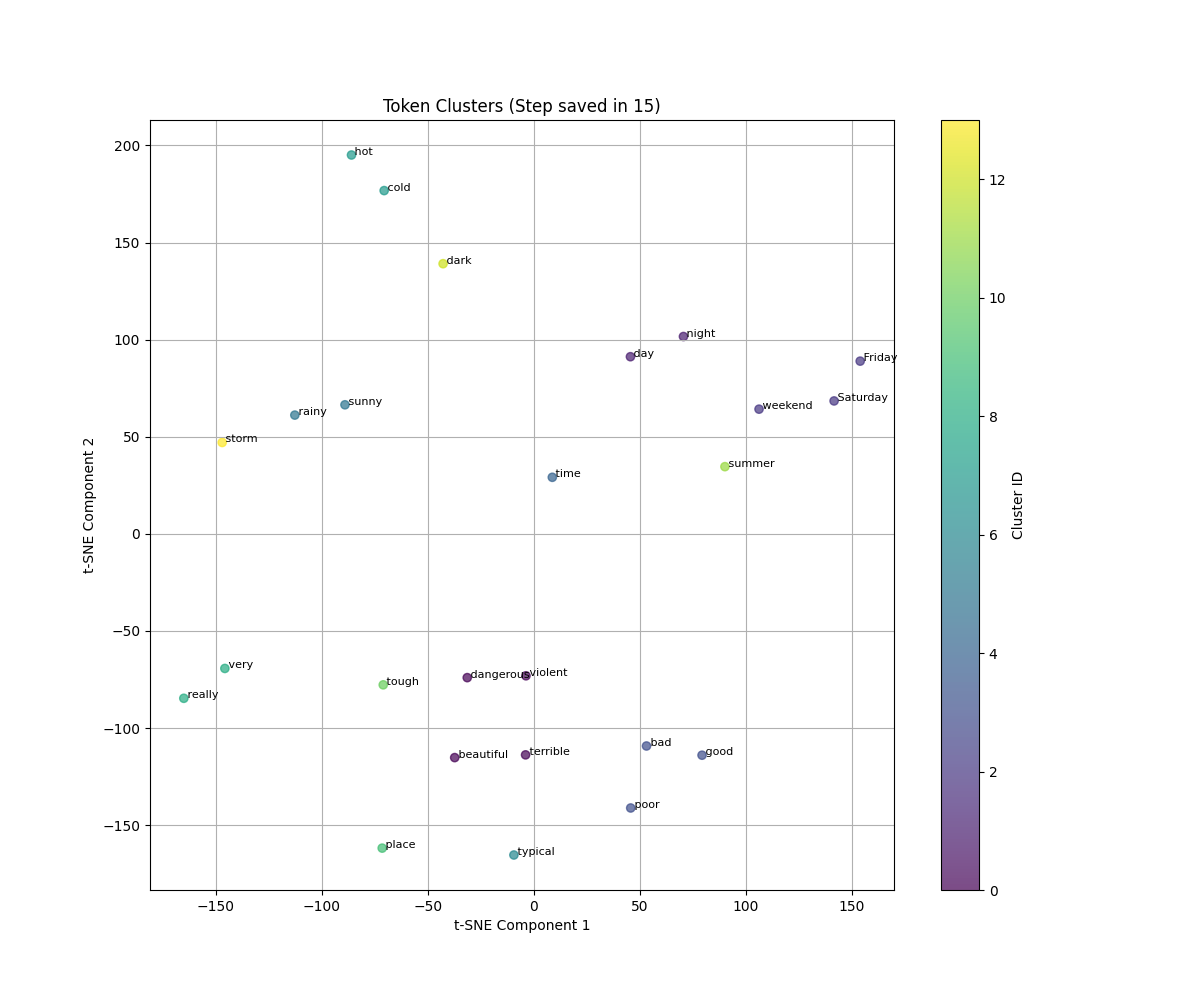 Token Clusters (Step saved in 15)
200
150
100
50
0
−50
−100
−150
t-SNE Component 2
hot
cold
dark
night
day
Friday
Saturday
weekend
sunny
rainy
storm
summer
time
very
really
tough
dangerous
violent
beautiful
terrible
bad
good
poor
place
typical
−150
−100
−50
0
50
100
150
t-SNE Component 1
12
10
8
6
4
2
0
Cluster ID